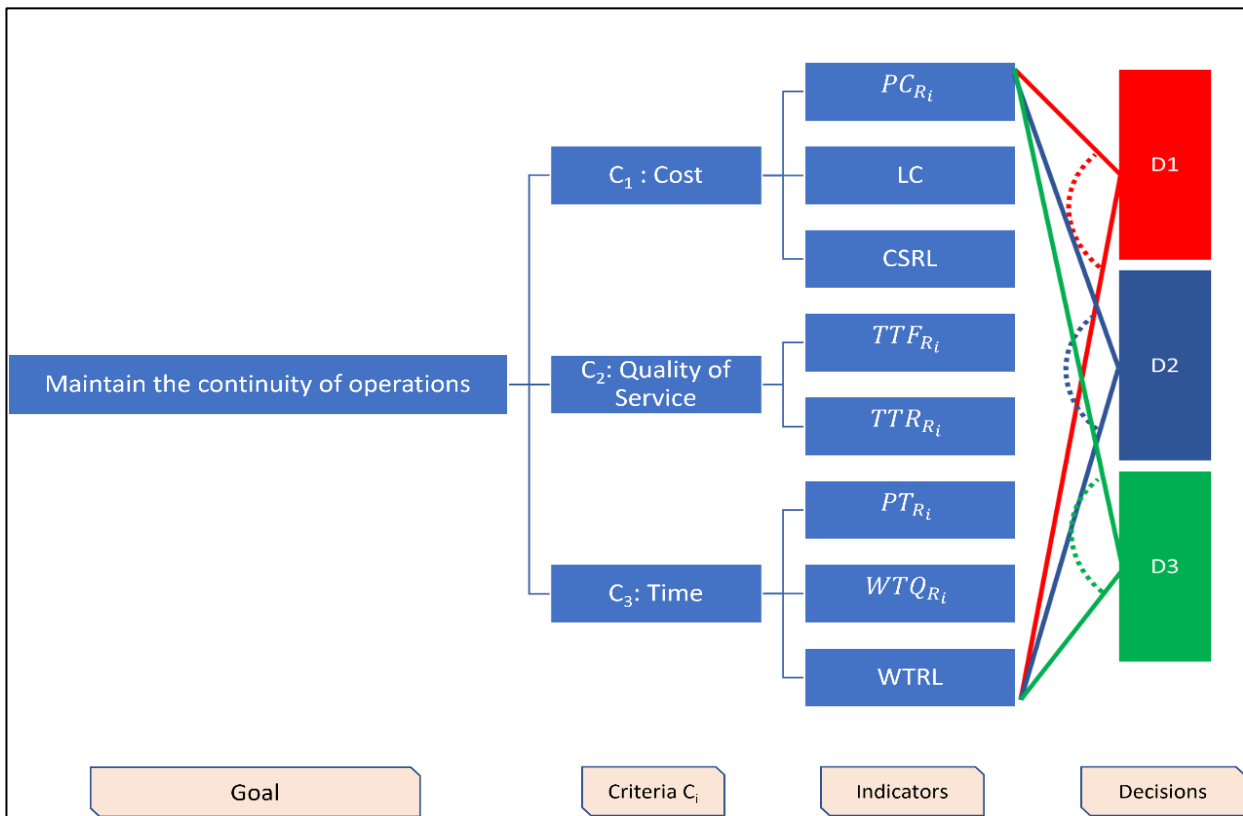 Maintain the continuity of operations
C₁ : Cost
C₂: Quality of
Service
C₃: Time
PC_{R_i}
LC
CSRL
TTF_{R_i}
TTR_{R_i}
PT_{R_i}
WTQ_{R_i}
WTRL
D1
D2
D3
Goal
Criteria Cᵢ
Indicators
Decisions